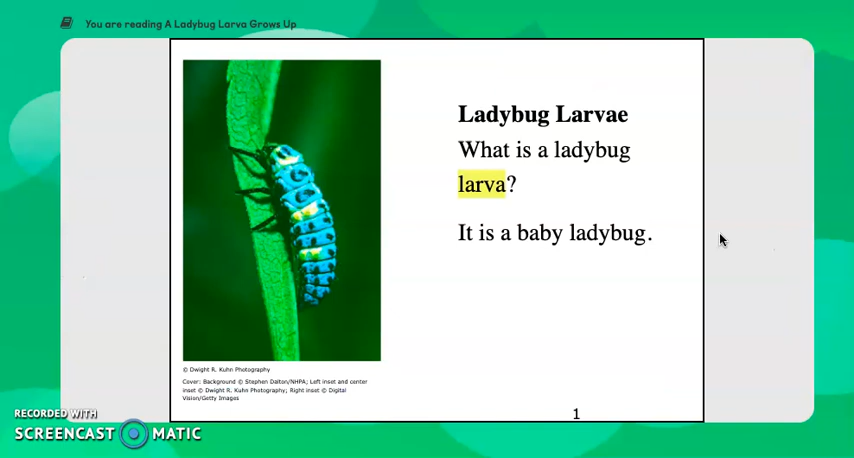 You are reading A Ladybug Larva Grows Up
Ladybug Larvae
What is a ladybug
larva?
It is a baby ladybug.
© Dwight R. Kuhn Photography
Cover: Background © Stephen Dalton/NHPA; Left inset and center
inset © Dwight R. Kuhn Photography; Right inset © Digital
Vision/Getty Images
1
RECORDED WITH
SCREENCAST MATIC